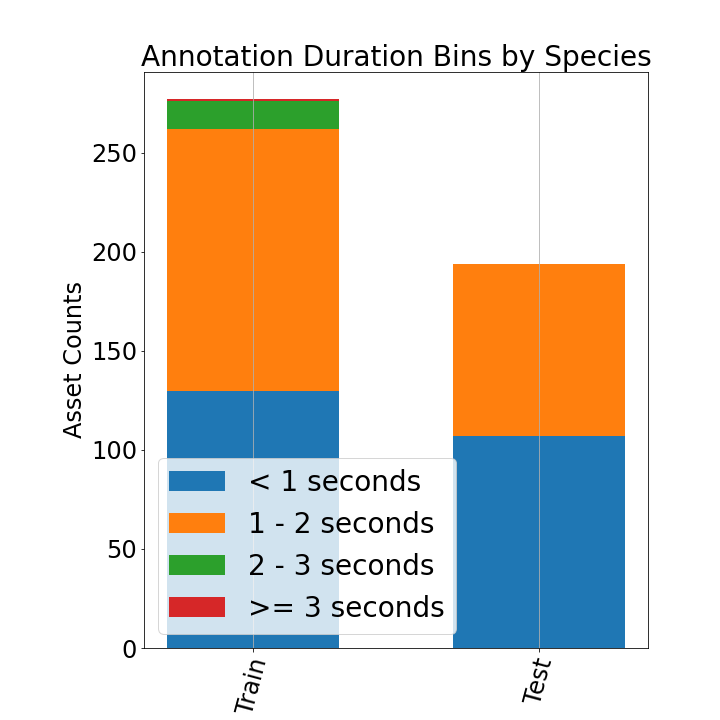 Annotation Duration Bins by Species
250
200
150
100
50
0
Asset Counts
< 1 seconds
1 - 2 seconds
2 - 3 seconds
>= 3 seconds
Train
Test